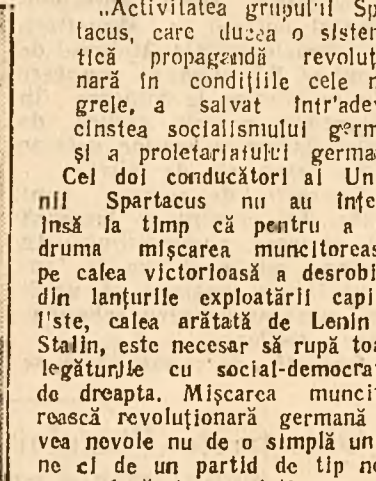 „Activitatea grupului Sp
tacus, care ducea o sistem
tică propagandă revoluț
nară în condițiile cele m
grele, a salvat într'adev
cinstea socialismului germ
și a proletariatului germa
Cei doi conducători ai Un
nii Spartacus nu au înțe
însă la timp că pentru a
druma mișcarea muncitoreas
pe calea victorioasă a desrobi
din lanțurile exploatării capi
liste, calea arătată de Lenin
Stalin, este necesar să rupă toa
legăturile cu social-democra
de dreapta. Mișcarea munci
rească revoluționară germană
vea nevoie nu de o simplă un
ne ci de un partid de tip no